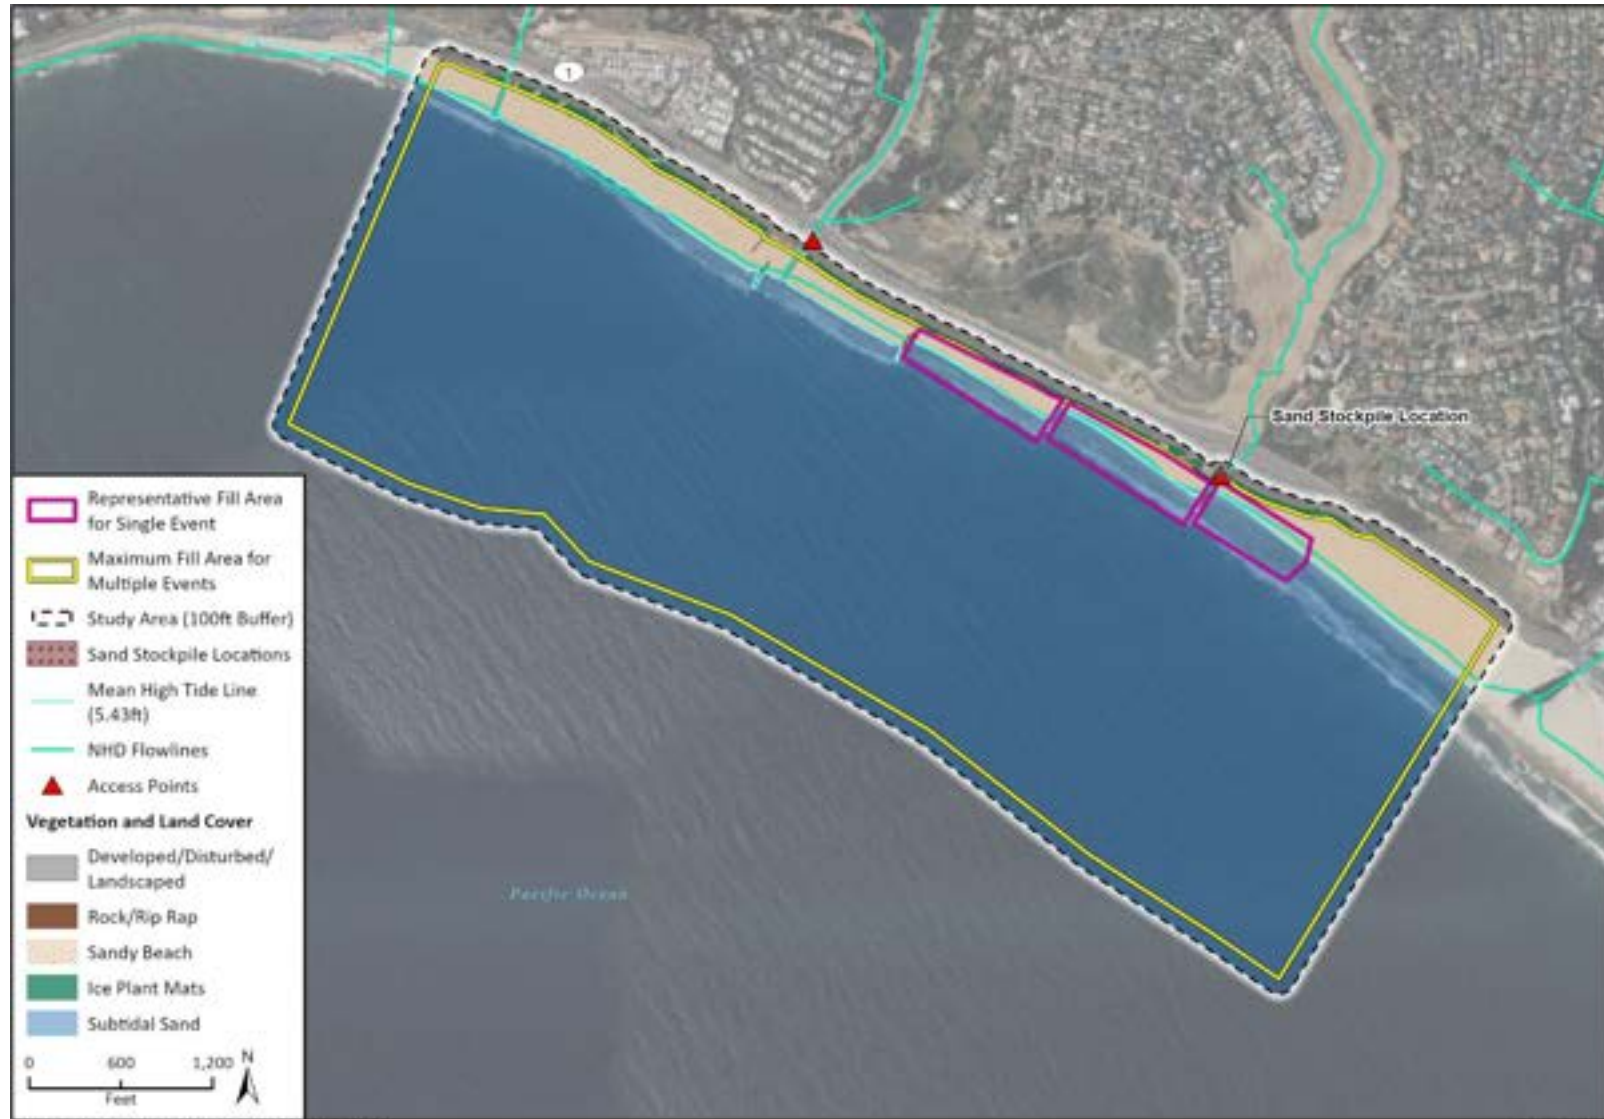 1
Sand Stockpile Location
Representative Fill Area
for Single Event
Maximum Fill Area for
Multiple Events
Study Area (100ft Buffer)
Sand Stockpile Locations
Mean High Tide Line
(5.43ft)
NHD Flowlines
Access Points
Vegetation and Land Cover
Developed/Disturbed/
Landscaped
Rock/Rip Rap
Sandy Beach
Ice Plant Mats
Subtidal Sand
0 600 1,200 N
Feet
Pacific Ocean